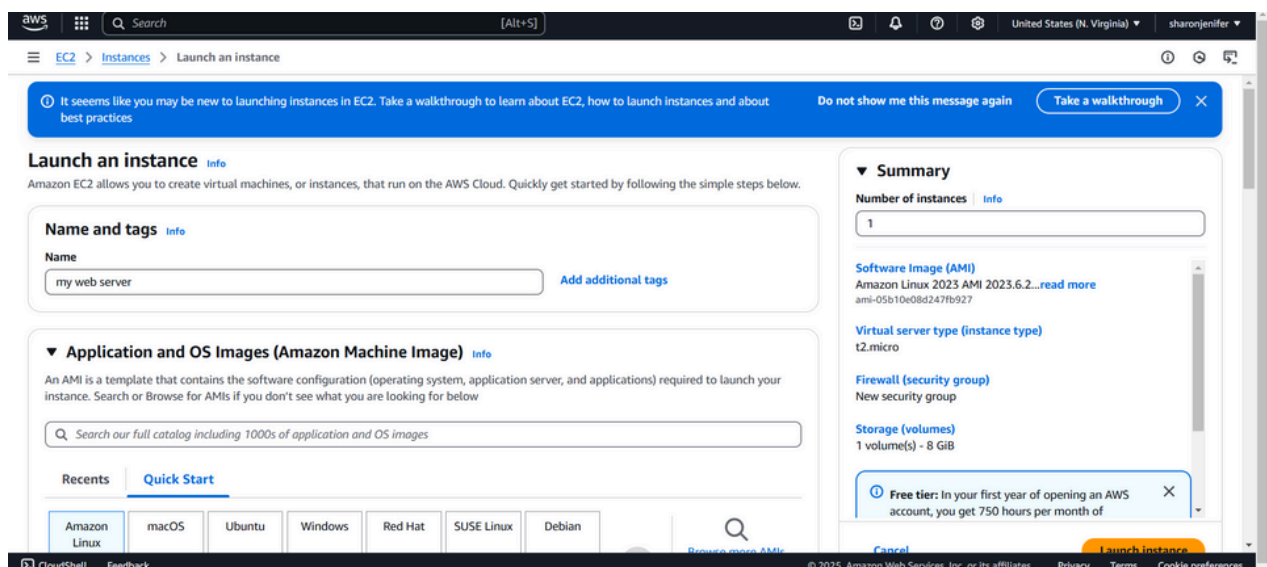 aws
Search [Alt+S]
United States (N. Virginia)
sharonjenifer
EC2 > Instances > Launch an instance
It seeems like you may be new to launching instances in EC2. Take a walkthrough to learn about EC2, how to launch instances and about
best practices
Do not show me this message again
Take a walkthrough
Launch an instance Info
Amazon EC2 allows you to create virtual machines, or instances, that run on the AWS Cloud. Quickly get started by following the simple steps below.
Name and tags Info
Name
my web server
Add additional tags
Application and OS Images (Amazon Machine Image) Info
An AMI is a template that contains the software configuration (operating system, application server, and applications) required to launch your
instance. Search or Browse for AMIs if you don't see what you are looking for below
Search our full catalog including 1000s of application and OS images
Recents
Quick Start
Amazon
Linux
macOS
Ubuntu
Windows
Red Hat
SUSE Linux
Debian
Browse more AMIs
Summary
Number of instances Info
1
Software Image (AMI)
Amazon Linux 2023 AMI 2023.6.2...read more
ami-05b10e08d247fb927
Virtual server type (instance type)
t2.micro
Firewall (security group)
New security group
Storage (volumes)
1 volume(s) - 8 GiB
Free tier: In your first year of opening an AWS
account, you get 750 hours per month of
Cancel
Launch instance
CloudShell Feedback
© 2025, Amazon Web Services, Inc. or its affiliates. Privacy Terms Cookie preferences